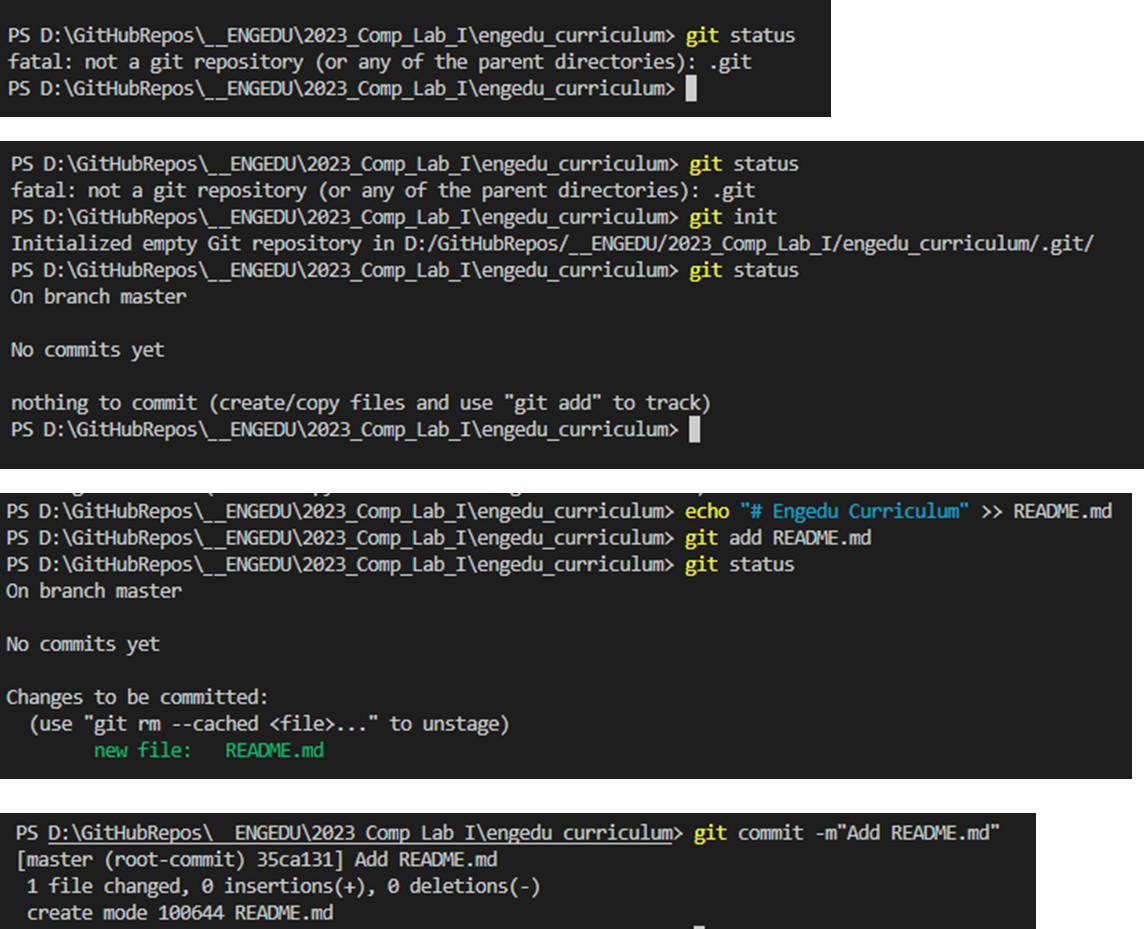 PS D:\GitHubRepos\__ENGEDU\2023_Comp_Lab_I\engedu_curriculum> git status
fatal: not a git repository (or any of the parent directories): .git
PS D:\GitHubRepos\__ENGEDU\2023_Comp_Lab_I\engedu_curriculum>
PS D:\GitHubRepos\__ENGEDU\2023_Comp_Lab_I\engedu_curriculum> git status
fatal: not a git repository (or any of the parent directories): .git
PS D:\GitHubRepos\__ENGEDU\2023_Comp_Lab_I\engedu_curriculum> git init
Initialized empty Git repository in D:/GitHubRepos/__ENGEDU/2023_Comp_Lab_I/engedu_curriculum/.git/
PS D:\GitHubRepos\__ENGEDU\2023_Comp_Lab_I\engedu_curriculum> git status
On branch master
No commits yet
nothing to commit (create/copy files and use "git add" to track)
PS D:\GitHubRepos\__ENGEDU\2023_Comp_Lab_I\engedu_curriculum>
PS D:\GitHubRepos\__ENGEDU\2023_Comp_Lab_I\engedu_curriculum> echo "# Engedu Curriculum" >> README.md
PS D:\GitHubRepos\__ENGEDU\2023_Comp_Lab_I\engedu_curriculum> git add README.md
PS D:\GitHubRepos\__ENGEDU\2023_Comp_Lab_I\engedu_curriculum> git status
On branch master
No commits yet
Changes to be committed:
(use "git rm --cached <file>..." to unstage)
new file: README.md
PS D:\GitHubRepos\__ENGEDU\2023_Comp_Lab_I\engedu_curriculum> git commit -m"Add README.md"
[master (root-commit) 35ca131] Add README.md
1 file changed, 0 insertions(+), 0 deletions(-)
create mode 100644 README.md